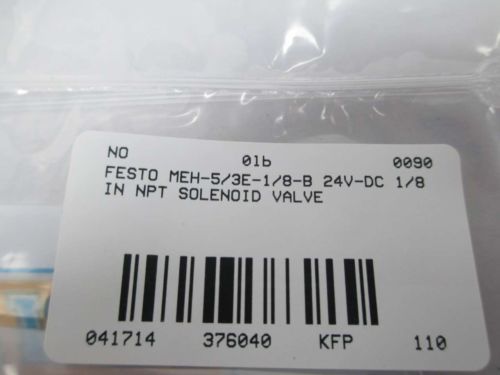 NO 01b 0090
FESTO MEH-5/3E-1/8-B 24V-DC 1/8
IN NPT SOLENOID VALVE
041714 376040 KFP 110